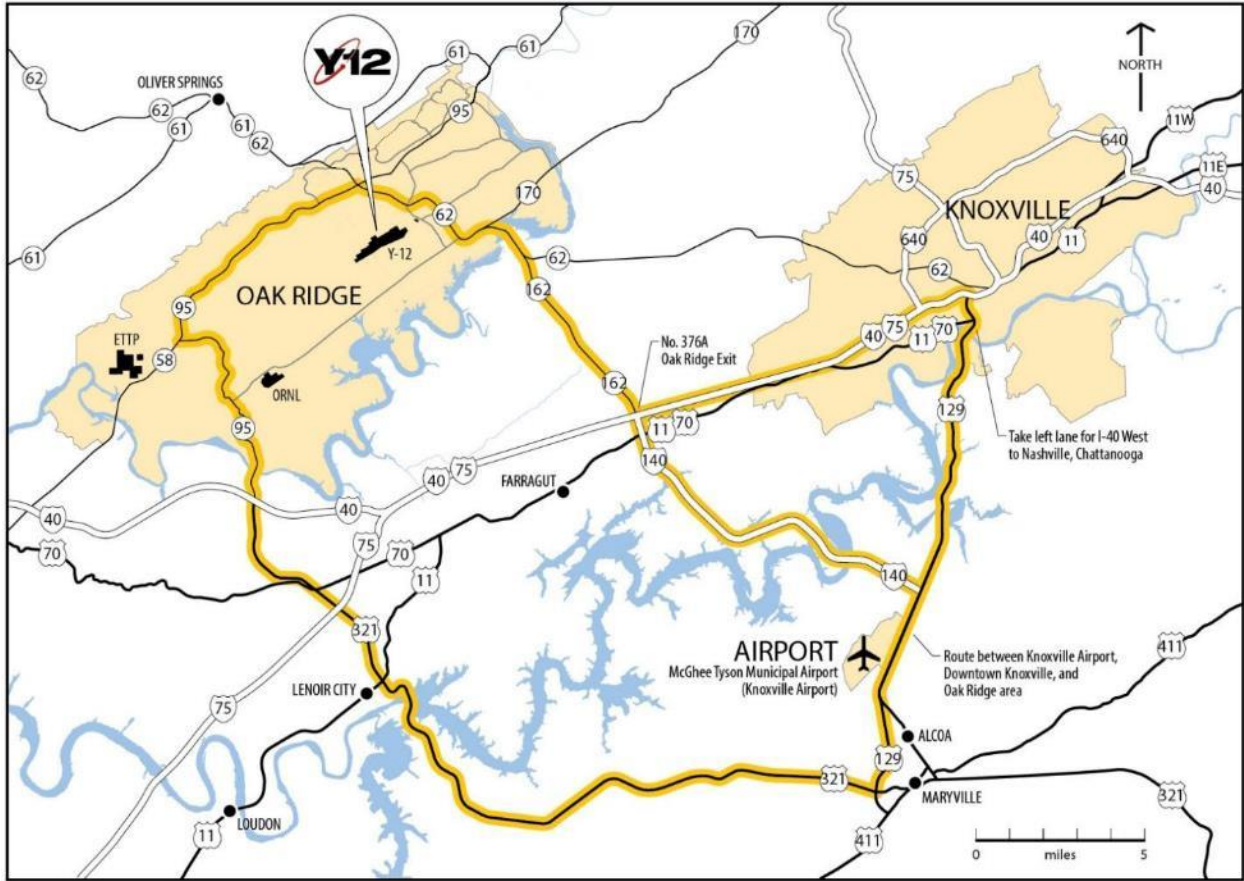 62
61
61
170
Y-12
NORTH
OLIVER SPRINGS
62
61
61
62
95
11W
640
75
11E
40
170
KNOXVILLE
62
Y-12
40
11
640
61
62
62
OAK RIDGE
162
95
75
40
70
11
ETTP
58
No. 376A
Oak Ridge Exit
ORNL
162
129
95
11
70
Take left lane for I-40 West
to Nashville, Chattanooga
140
75
40
FARRAGUT
40
40
70
75
70
11
140
321
411
AIRPORT
McGhee Tyson Municipal Airport
(Knoxville Airport)
Route between Knoxville Airport,
Downtown Knoxville, and
Oak Ridge area
LENOIR CITY
75
ALCOA
129
321
MARYVILLE
321
LOUDON
11
411
0 miles 5